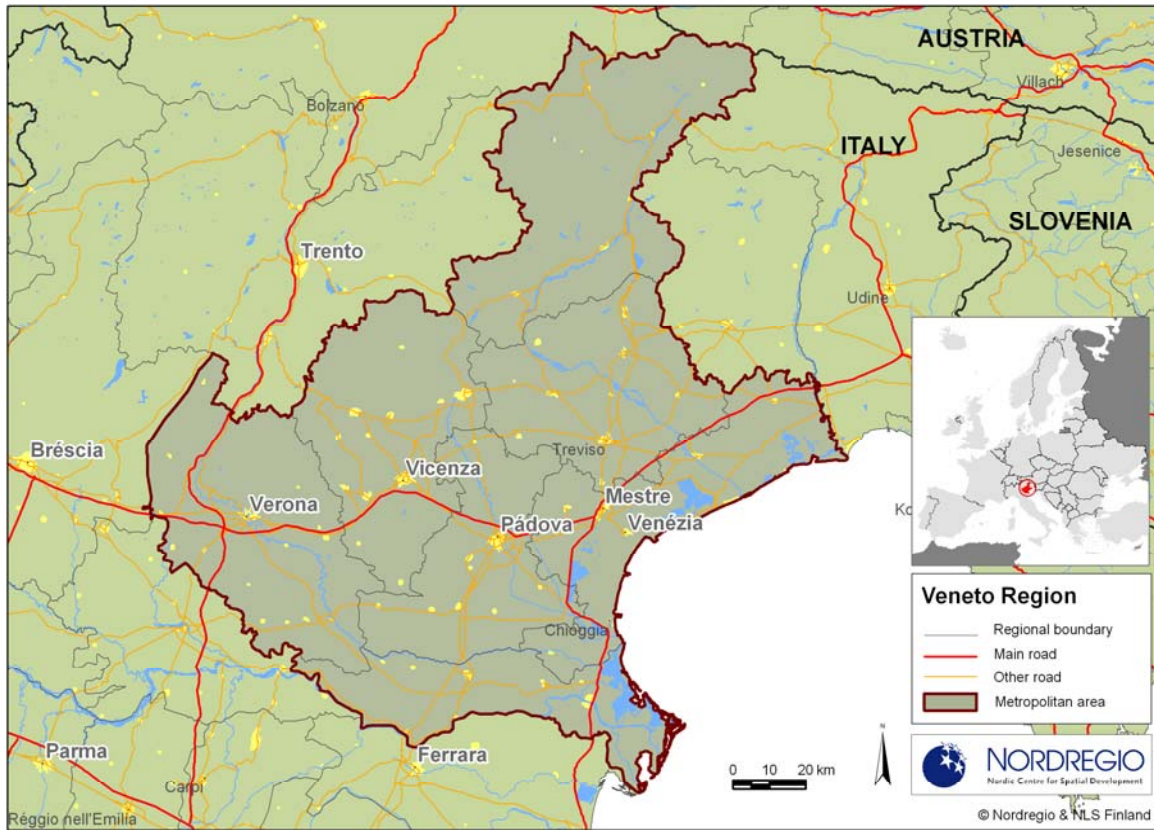 AUSTRIA
Villach
Bolzano
ITALY
Jesenice
SLOVENIA
Trento
Udine
Bréscia
Vicenza
Treviso
Mestre
Verona
Pádova
Venézia
Ko
Chioggia
Parma
Carpi
Ferrara
Réggio nell'Emilia
Veneto Region
Regional boundary
Main road
Other road
Metropolitan area
N
0 10 20 km
NORDREGIO
Nordic Centre for Spatial Development
© Nordregio & NLS Finland